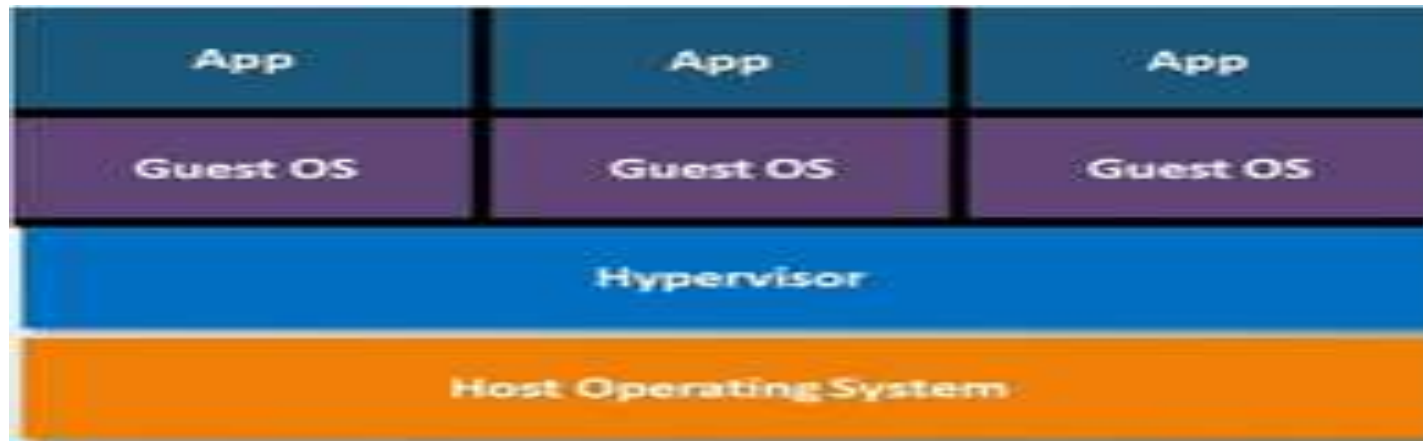 App App App
Guest OS Guest OS Guest OS
Hypervisor
Host Operating System